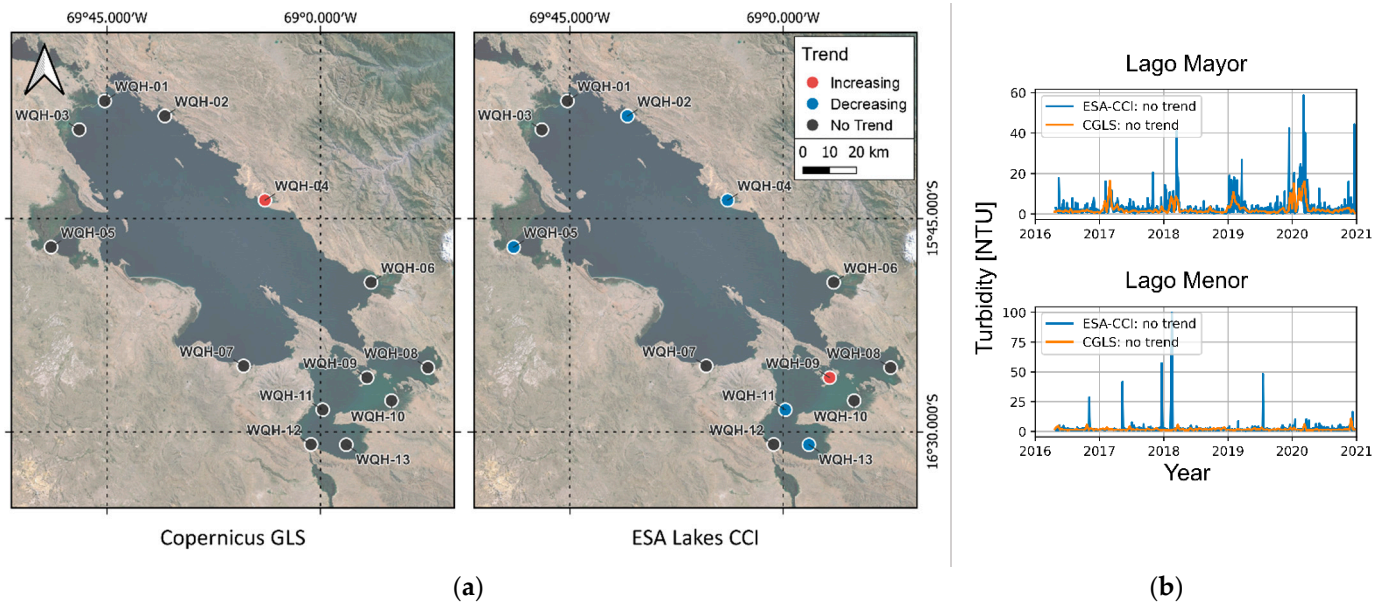 69°45.000'W
69°0.000'W
WQH-01
WQH-02
WQH-03
WQH-04
WQH-05
WQH-06
WQH-07
WQH-08
WQH-09
WQH-10
WQH-11
WQH-12
WQH-13
69°45.000'W
69°0.000'W
Copernicus GLS
69°45.000'W
69°0.000'W
Trend
Increasing
Decreasing
No Trend
0 10 20 km
WQH-01
WQH-02
WQH-03
WQH-04
WQH-05
WQH-06
WQH-07
WQH-08
WQH-09
WQH-10
WQH-11
WQH-12
WQH-13
15°45.000'S
16°30.000'S
ESA Lakes CCI
(a)
Lago Mayor
ESA-CCI: no trend
CGLS: no trend
60
40
20
0
2016 2017 2018 2019 2020 2021
Turbidity [NTU]
Lago Menor
ESA-CCI: no trend
CGLS: no trend
100
75
50
25
0
2016 2017 2018 2019 2020 2021
Year
(b)